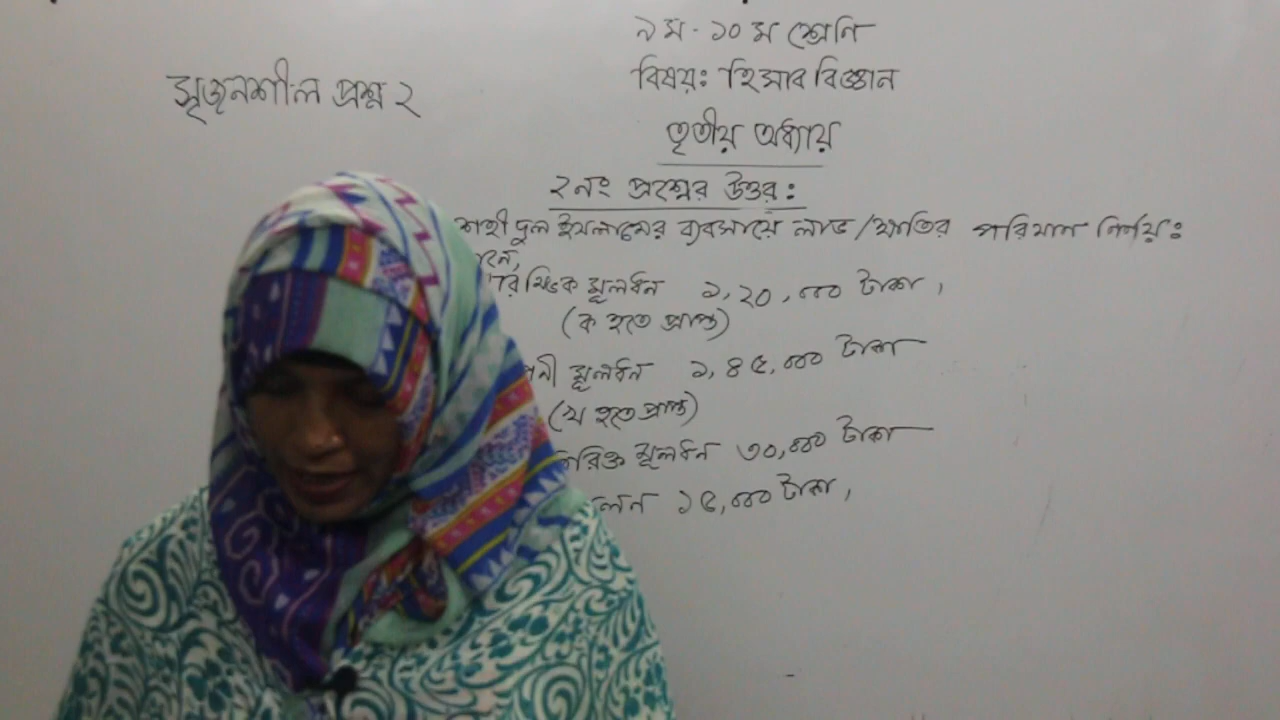 ৯ম-১০ম শ্রেণি
বিষয়ঃ হিসাব বিজ্ঞান
সৃজনশীল প্রশ্ন ২
তৃতীয় অধ্যায়
২নং প্রশ্নের উত্তর:
শহীদুল ইসলামের ব্যবসায়ে লাভ/ক্ষতির পরিমাণ নির্ণয়ঃ
মূলধন ১,২০,০০০ টাকা,
(ক হতে প্রাপ্ত)
মূলধন ১,৪৫,০০০ টাকা
(খ হতে প্রাপ্ত)
মূলধন ৩০,০০০ টাকা
১৫,০০০ টাকা,